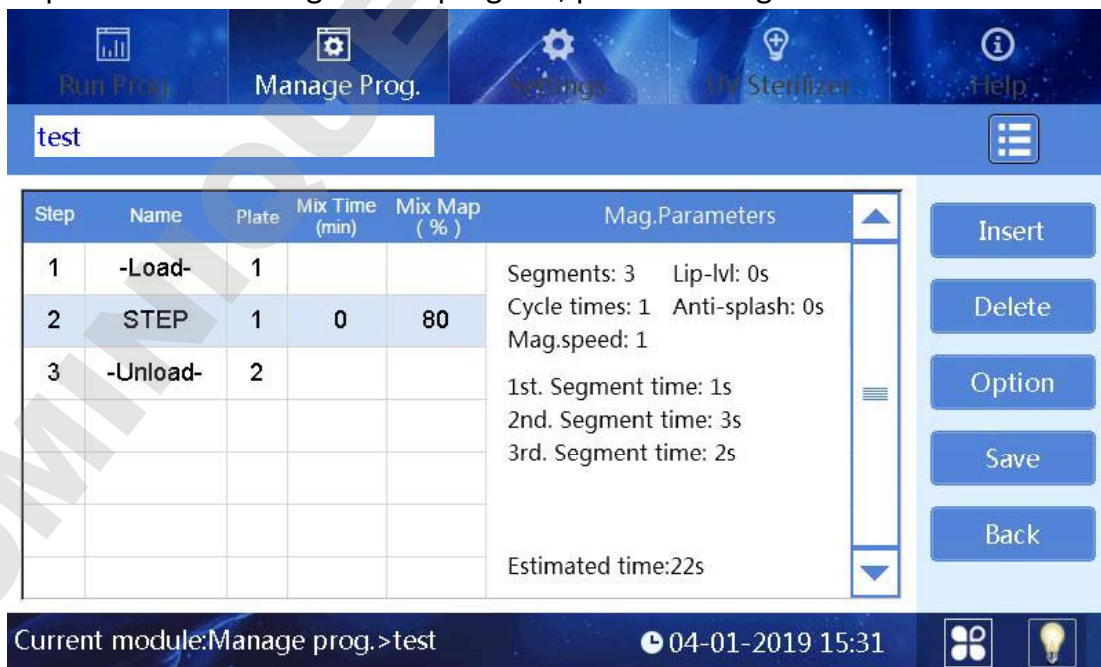 Run Prog.
Manage Prog.
Settings
UV Sterilizer
Help
test
Step Name Plate Mix Time (min) Mix Map ( % ) Mag.Parameters
1 -Load- 1
2 STEP 1 0 80
3 -Unload- 2
Segments: 3 Lip-lvl: 0s
Cycle times: 1 Anti-splash: 0s
Mag.speed: 1
1st. Segment time: 1s
2nd. Segment time: 3s
3rd. Segment time: 2s
Estimated time:22s
Insert
Delete
Option
Save
Back
Current module:Manage prog.>test 04-01-2019 15:31